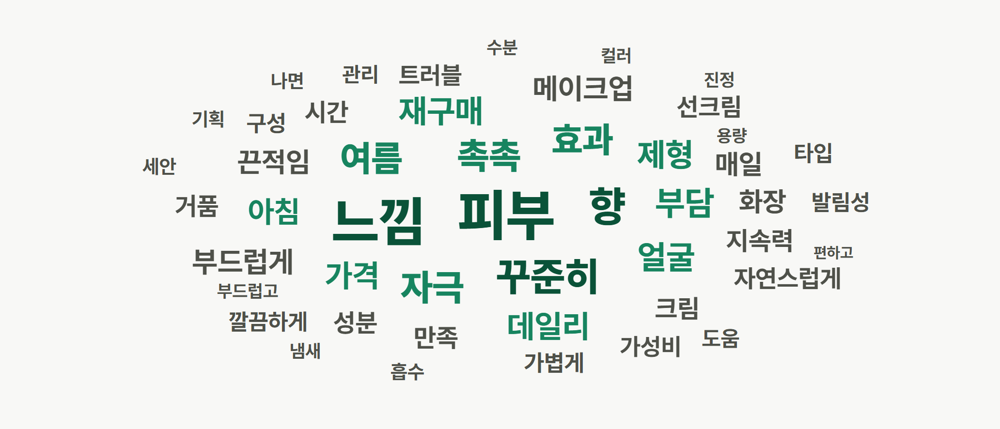 수분
컬러
나면 관리 트러블 메이크업 진정
기획 구성 시간 재구매 선크림
세안 끈적임 여름 촉촉 효과 제형 용량 매일 타입
거품 아침 느낌 피부 향 부담 화장 발림성
부드럽게 가격 자극 꾸준히 얼굴 지속력 편하고
부드럽고 자연스럽게
깔끔하게 성분 만족 데일리 크림
냄새 흡수 가볍게 가성비 도움